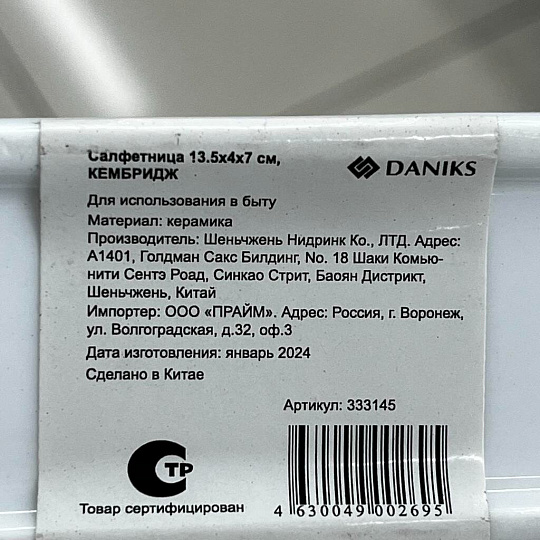 Салфетница 13.5х4х7 см,
КЕМБРИДЖ
DANIKS
Для использования в быту
Материал: керамика
Производитель: Шеньчжень Нидринк Ко., ЛТД. Адрес:
А1401, Голдман Сакс Билдинг, No. 18 Шаки Комью-
нити Сентэ Роад, Синкао Стрит, Баоян Дистрикт,
Шеньчжень, Китай
Импортер: ООО «ПРАЙМ». Адрес: Россия, г. Воронеж,
ул. Волгоградская, д.32, оф.3
Дата изготовления: январь 2024
Сделано в Китае
Артикул: 333145
СТР
Товар сертифицирован
4 630049 002695